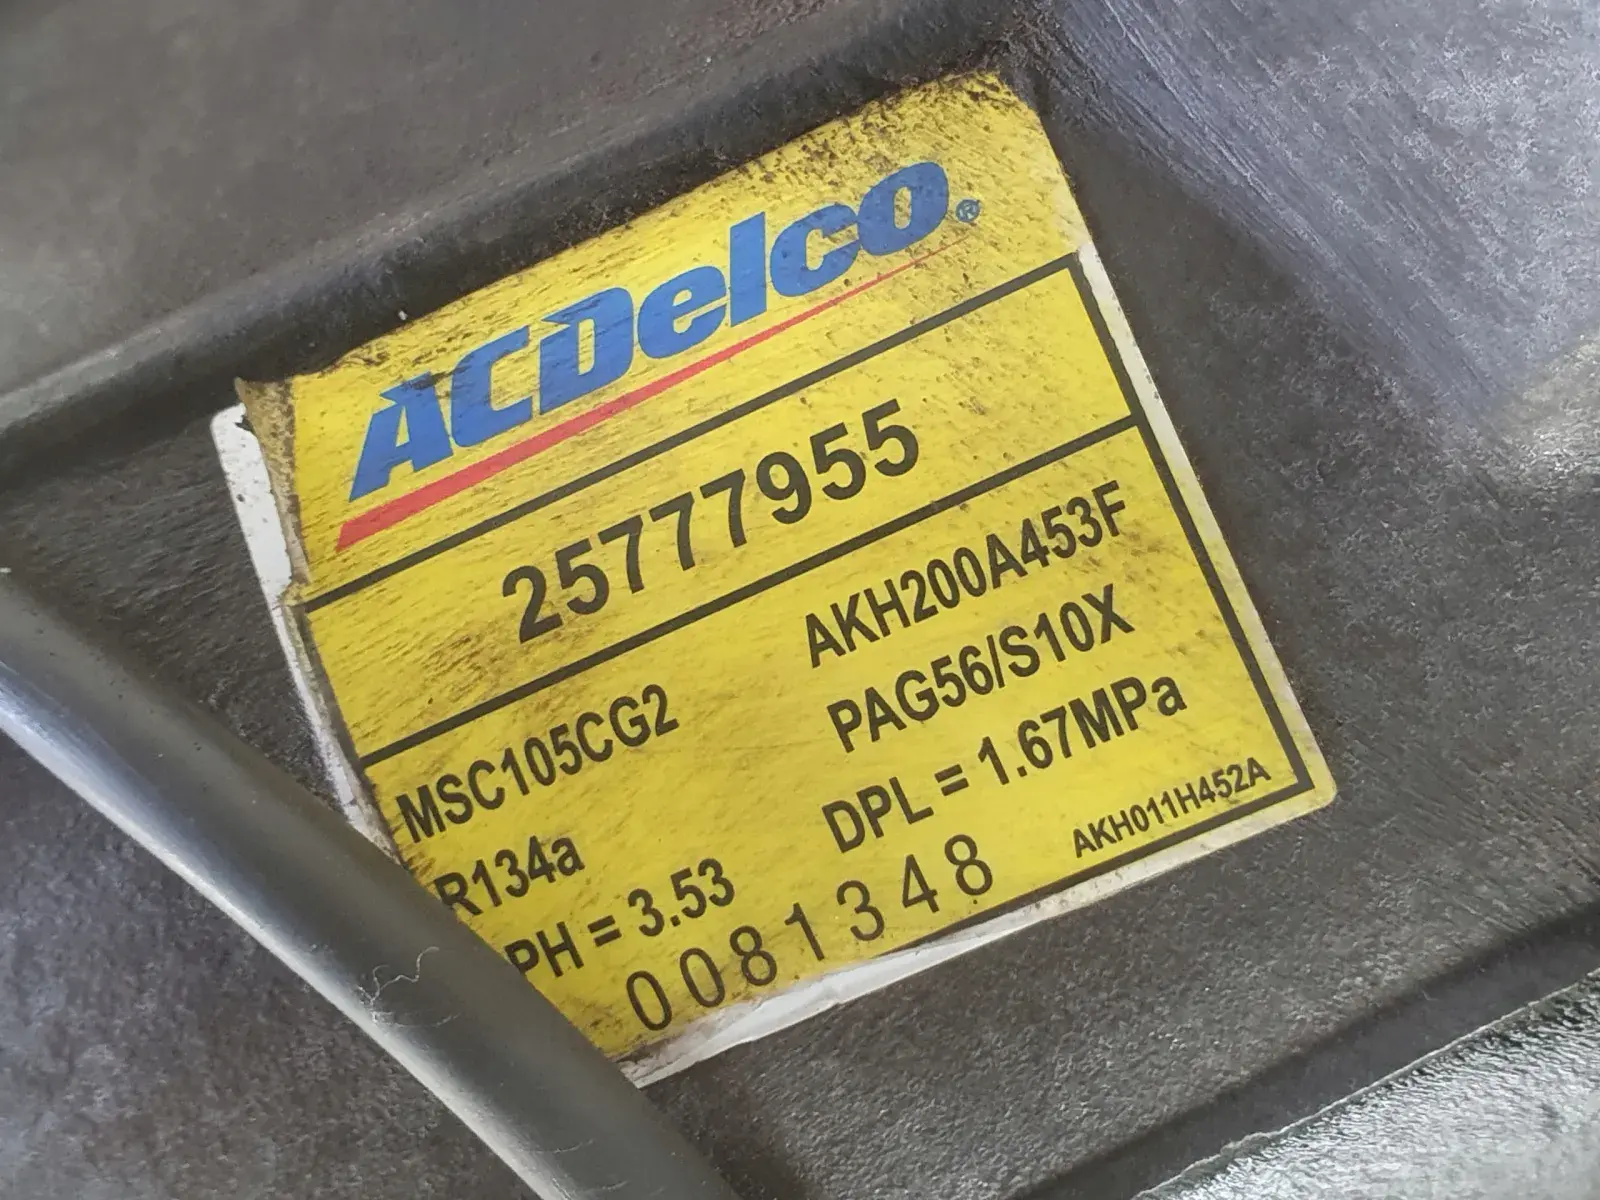 ACDelco®
25777955
MSC105CG2 AKH200A453F
R134a PAG56/S10X
PH = 3.53 DPL = 1.67MPa
0081348 AKH011H452A